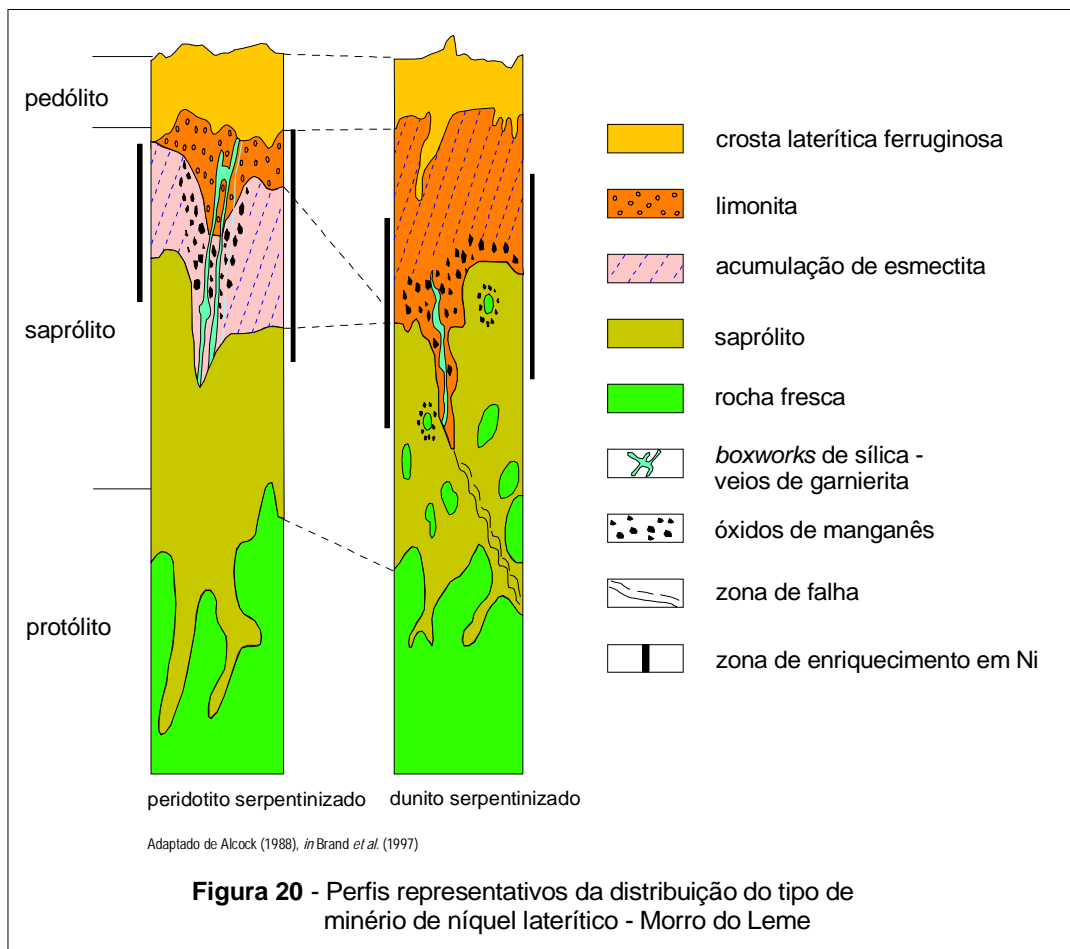 pedólito
saprólito
protólito
crosta laterítica ferruginosa
limonita
acumulação de esmectita
saprólito
rocha fresca
boxworks de sílica -
veios de garnierita
óxidos de manganês
zona de falha
zona de enriquecimento em Ni
peridotito serpentinizado
dunito serpentinizado
Adaptado de Alcock (1988), in Brand et al. (1997)
Figura 20 - Perfis representativos da distribuição do tipo de
minério de níquel laterítico - Morro do Leme